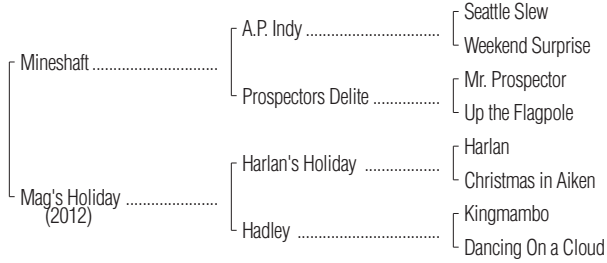 Seattle Slew
A.P. Indy ..........................
Weekend Surprise
Mineshaft ........................
Mr. Prospector
Prospectors Delite .............
Up the Flagpole
Harlan
Harlan's Holiday ..............
Christmas in Aiken
Mag's Holiday .................
(2012)
Kingmambo
Hadley ...........................
Dancing On a Cloud